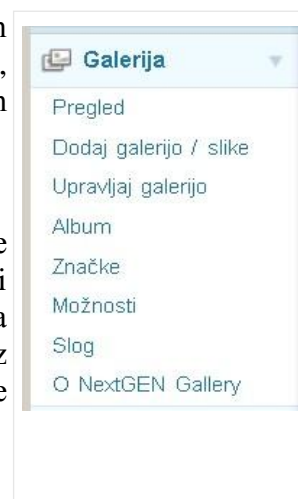 Galerija
Pregled
Dodaj galerijo / slike
Upravljaj galerijo
Album
Značke
Možnosti
Slog
O NextGEN Gallery